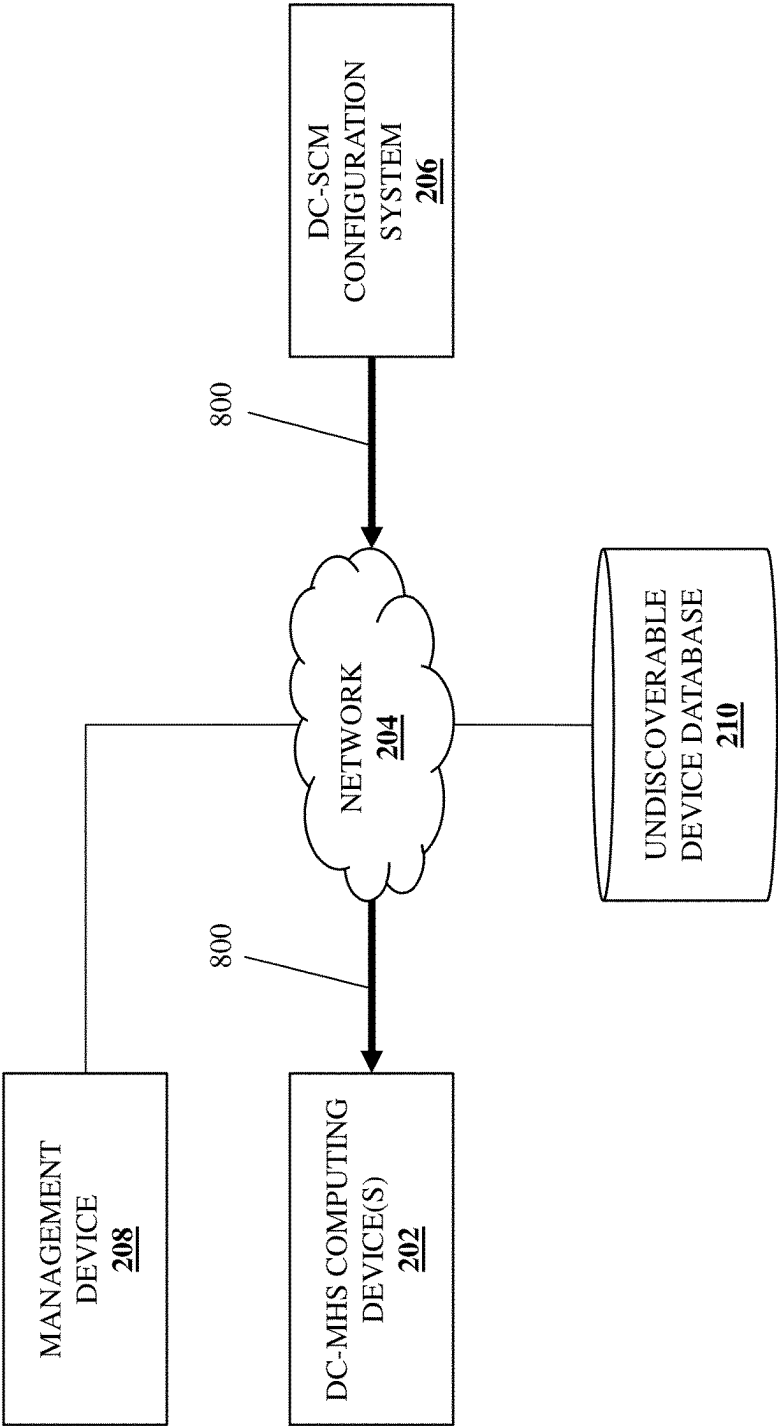 MANAGEMENT
DEVICE
208
800
800
DC-MHS COMPUTING
DEVICE(S)
202
NETWORK
204
DC-SCM
CONFIGURATION
SYSTEM
206
UNDISCOVERABLE
DEVICE DATABASE
210